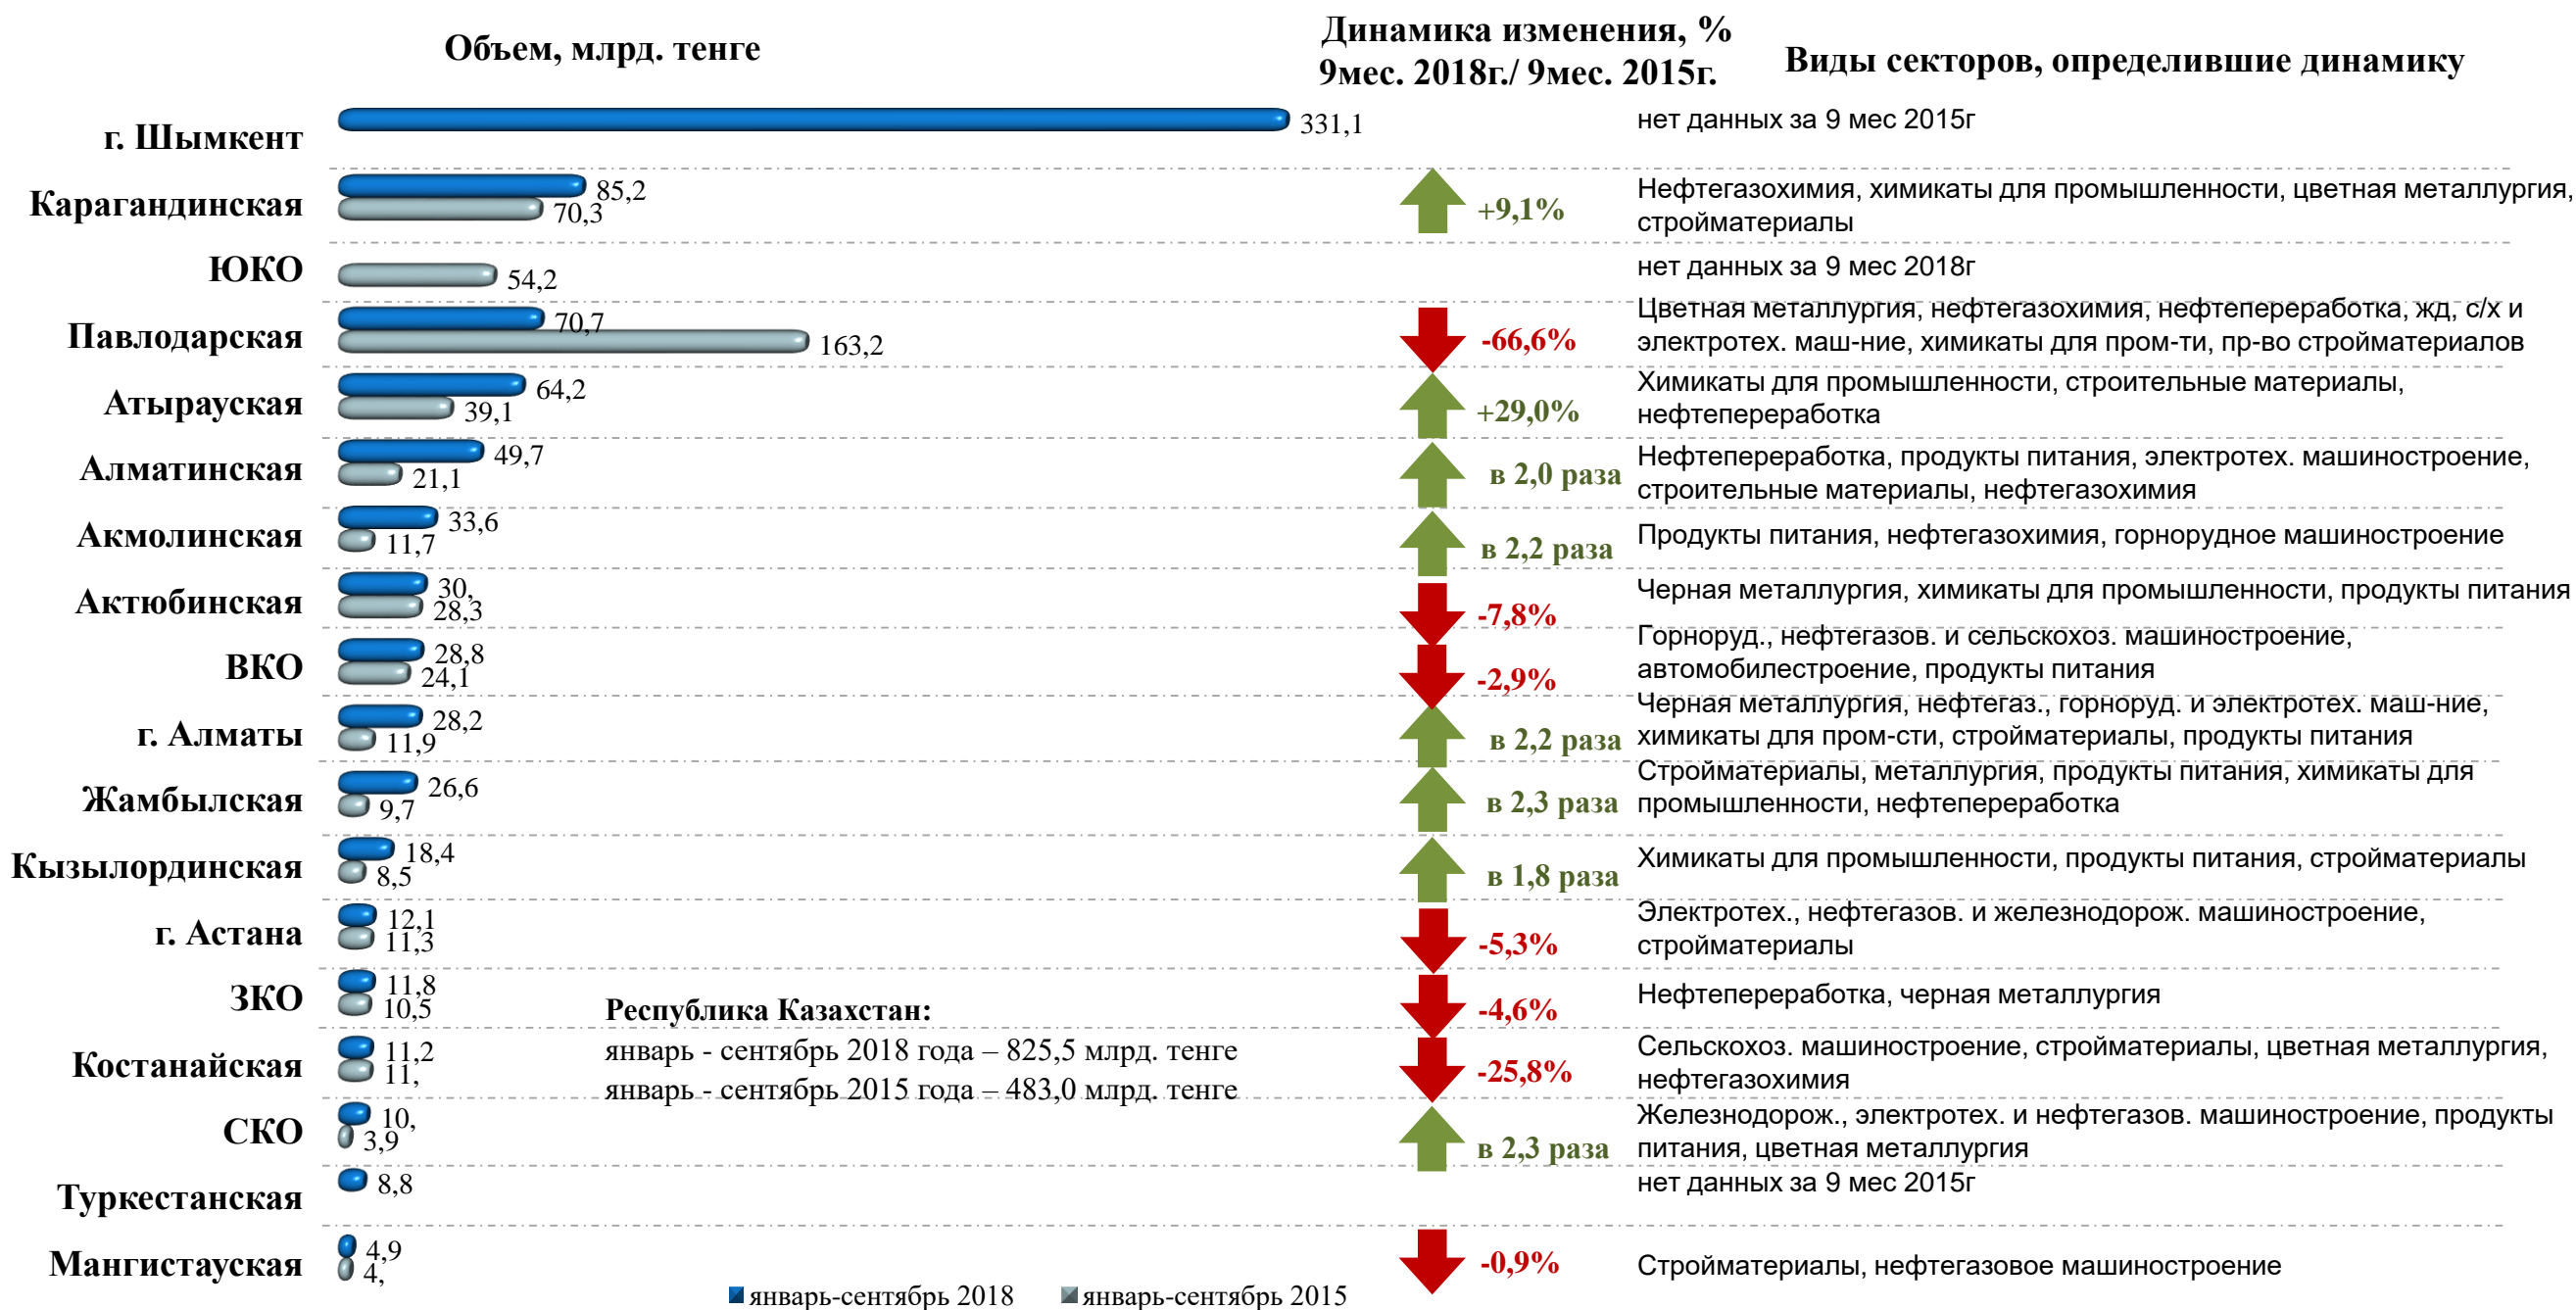 Объем, млрд. тенге
Динамика изменения, %
9мес. 2018г./ 9мес. 2015г.
Виды секторов, определившие динамику
г. Шымкент
331,1
нет данных за 9 мес 2015г
Карагандинская
85,2
70,3
+9,1%
Нефтегазохимия, химикаты для промышленности, цветная металлургия,
стройматериалы
ЮКО
54,2
нет данных за 9 мес 2018г
Павлодарская
70,7
163,2
-66,6%
Цветная металлургия, нефтегазохимия, нефтепереработка, жд, с/х и
электротех. маш-ние, химикаты для пром-ти, пр-во стройматериалов
Атырауская
64,2
39,1
+29,0%
Химикаты для промышленности, строительные материалы,
нефтепереработка
Алматинская
49,7
21,1
в 2,0 раза
Нефтепереработка, продукты питания, электротех. машиностроение,
строительные материалы, нефтегазохимия
Акмолинская
33,6
11,7
в 2,2 раза
Продукты питания, нефтегазохимия, горнорудное машиностроение
Актюбинская
30,
28,3
-7,8%
Черная металлургия, химикаты для промышленности, продукты питания
ВКО
28,8
24,1
-2,9%
Горноруд., нефтегазов. и сельскохоз. машиностроение,
автомобилестроение, продукты питания
г. Алматы
28,2
11,9
в 2,2 раза
Черная металлургия, нефтегаз., горноруд. и электротех. маш-ние,
химикаты для пром-сти, стройматериалы, продукты питания
Жамбылская
26,6
9,7
в 2,3 раза
Стройматериалы, металлургия, продукты питания, химикаты для
промышленности, нефтепереработка
Кызылординская
18,4
8,5
в 1,8 раза
Химикаты для промышленности, продукты питания, стройматериалы
г. Астана
12,1
11,3
-5,3%
Электротех., нефтегазов. и железнодорож. машиностроение,
стройматериалы
ЗКО
11,8
10,5
-4,6%
Нефтепереработка, черная металлургия
Республика Казахстан:
январь - сентябрь 2018 года – 825,5 млрд. тенге
январь - сентябрь 2015 года – 483,0 млрд. тенге
Костанайская
11,2
11,
-25,8%
Сельскохоз. машиностроение, стройматериалы, цветная металлургия,
нефтегазохимия
СКО
10,
3,9
в 2,3 раза
Железнодорож., электротех. и нефтегазов. машиностроение, продукты
питания, цветная металлургия
Туркестанская
8,8
нет данных за 9 мес 2015г
Мангистауская
4,9
4,
-0,9%
Стройматериалы, нефтегазовое машиностроение
январь-сентябрь 2018
январь-сентябрь 2015